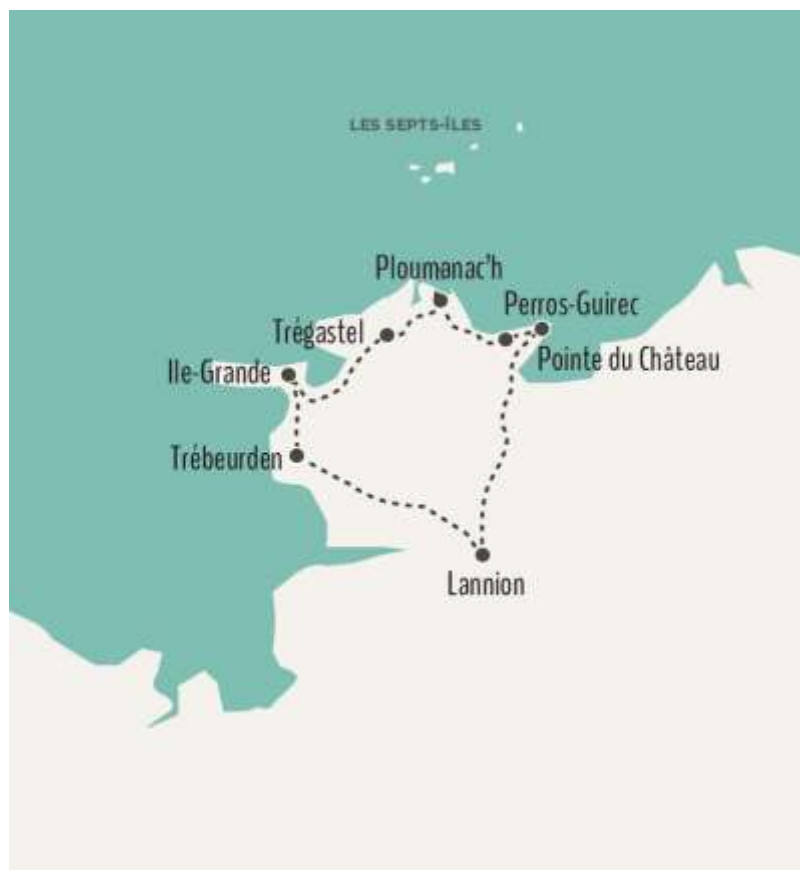 LES SEPTS-ÎLES
Ploumanac'h
Perros-Guirec
Trégastel
Pointe du Château
Ile-Grande
Trébeurden
Lannion